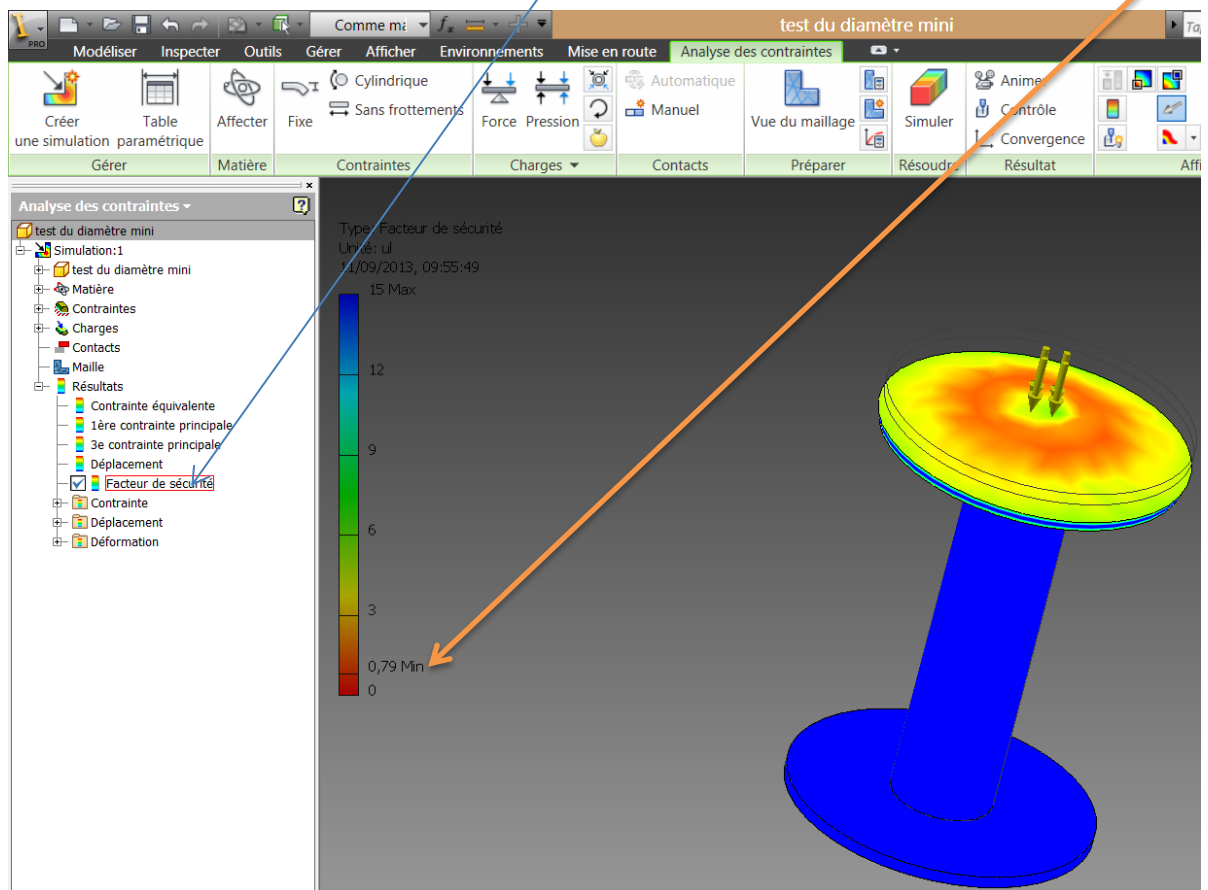 Comme ma
test du diamètre mini
PRO
Modéliser Inspecter Outils Gérer Afficher Environnements Mise en route Analyse des contraintes
Créer une simulation
Table paramétrique
Affecter
Fixe
Cylindrique
Sans frottements
Force Pression
Automatique
Manuel
Vue du maillage
Simuler
Animer
Contrôle
Convergence
Gérer Matière Contraintes Charges Contacts Préparer Résoudre Résultat Affi
Analyse des contraintes
test du diamètre mini
Simulation:1
test du diamètre mini
Matière
Contraintes
Charges
Contacts
Maille
Résultats
Contrainte équivalente
1ère contrainte principale
3e contrainte principale
Déplacement
Facteur de sécurité
Contrainte
Déplacement
Déformation
Type: Facteur de sécurité
Unité: ul
11/09/2013, 09:55:49
15 Max
12
9
6
3
0,79 Min
0